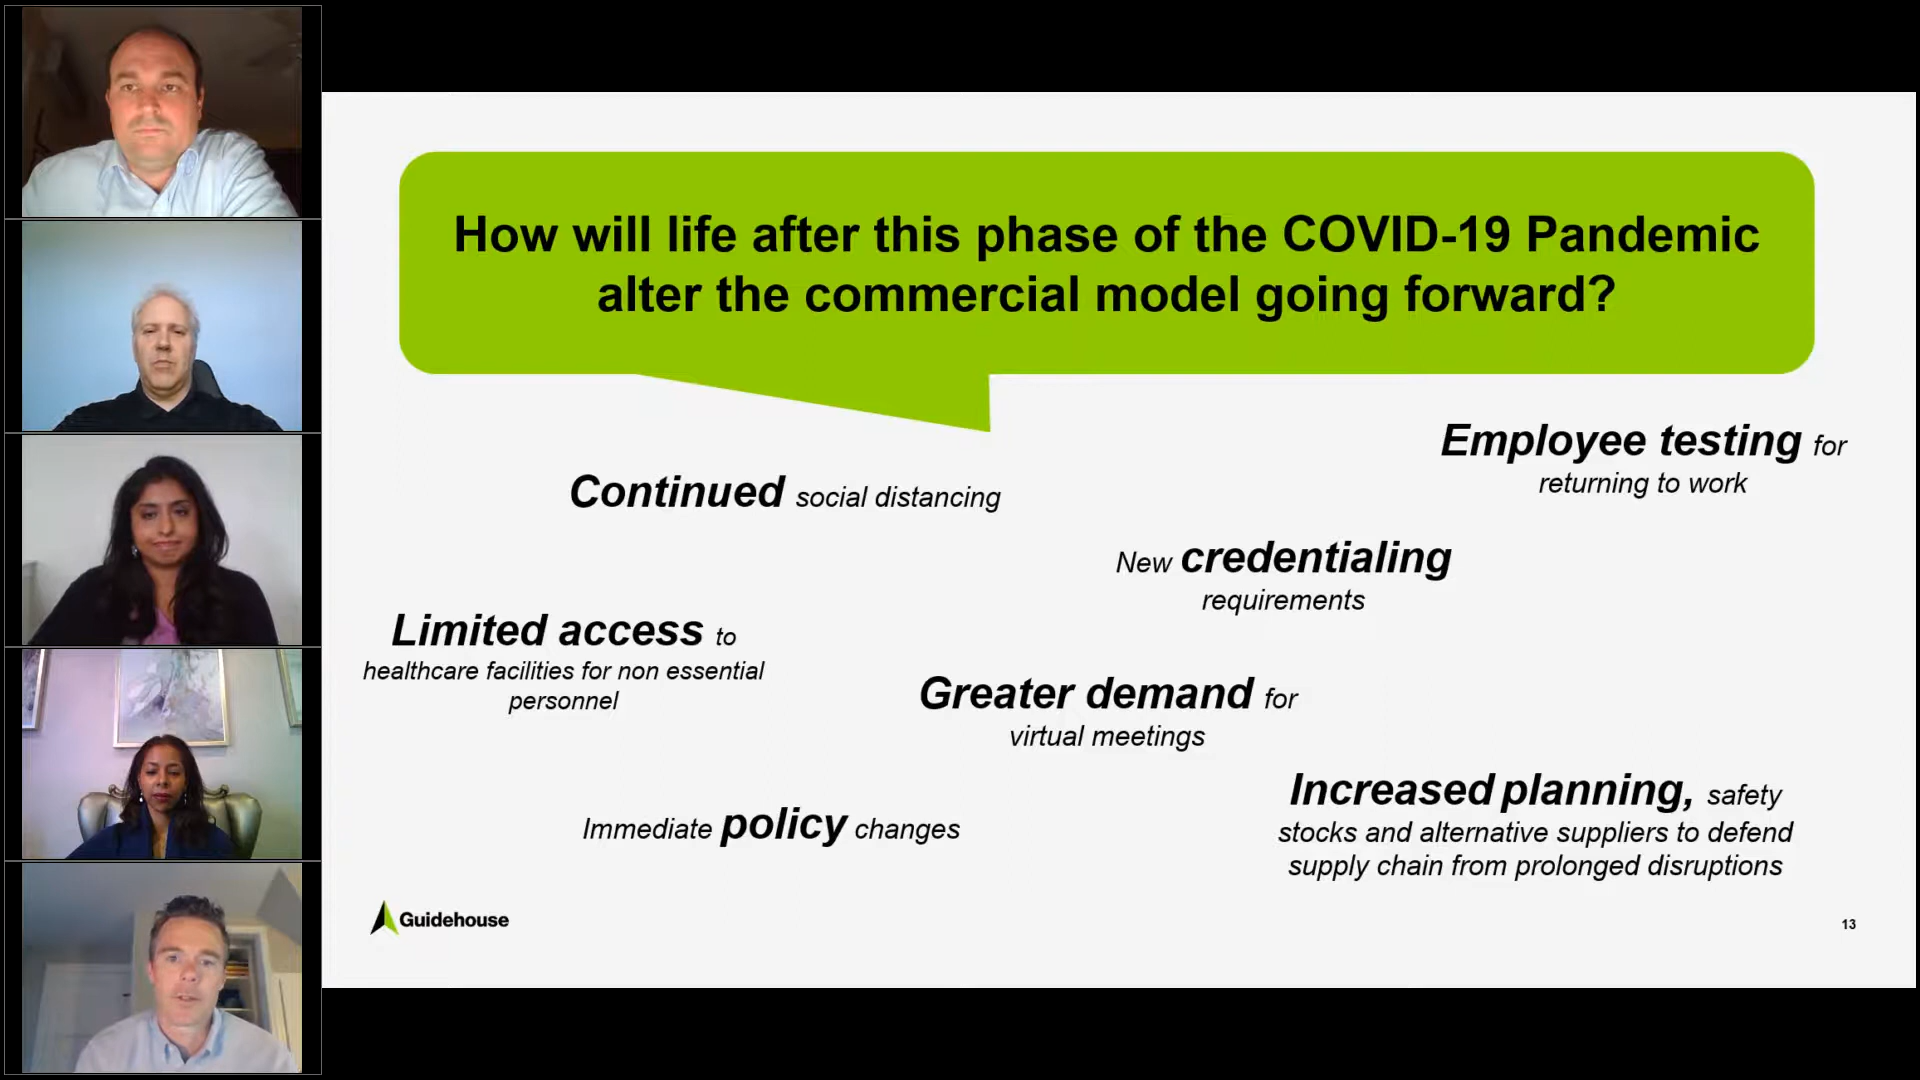 How will life after this phase of the COVID-19 Pandemic
alter the commercial model going forward?
Employee testing for
returning to work
Continued social distancing
New credentialing
requirements
Limited access to
healthcare facilities for non essential
personnel
Greater demand for
virtual meetings
Increased planning, safety
stocks and alternative suppliers to defend
supply chain from prolonged disruptions
Immediate policy changes
Guidehouse
13